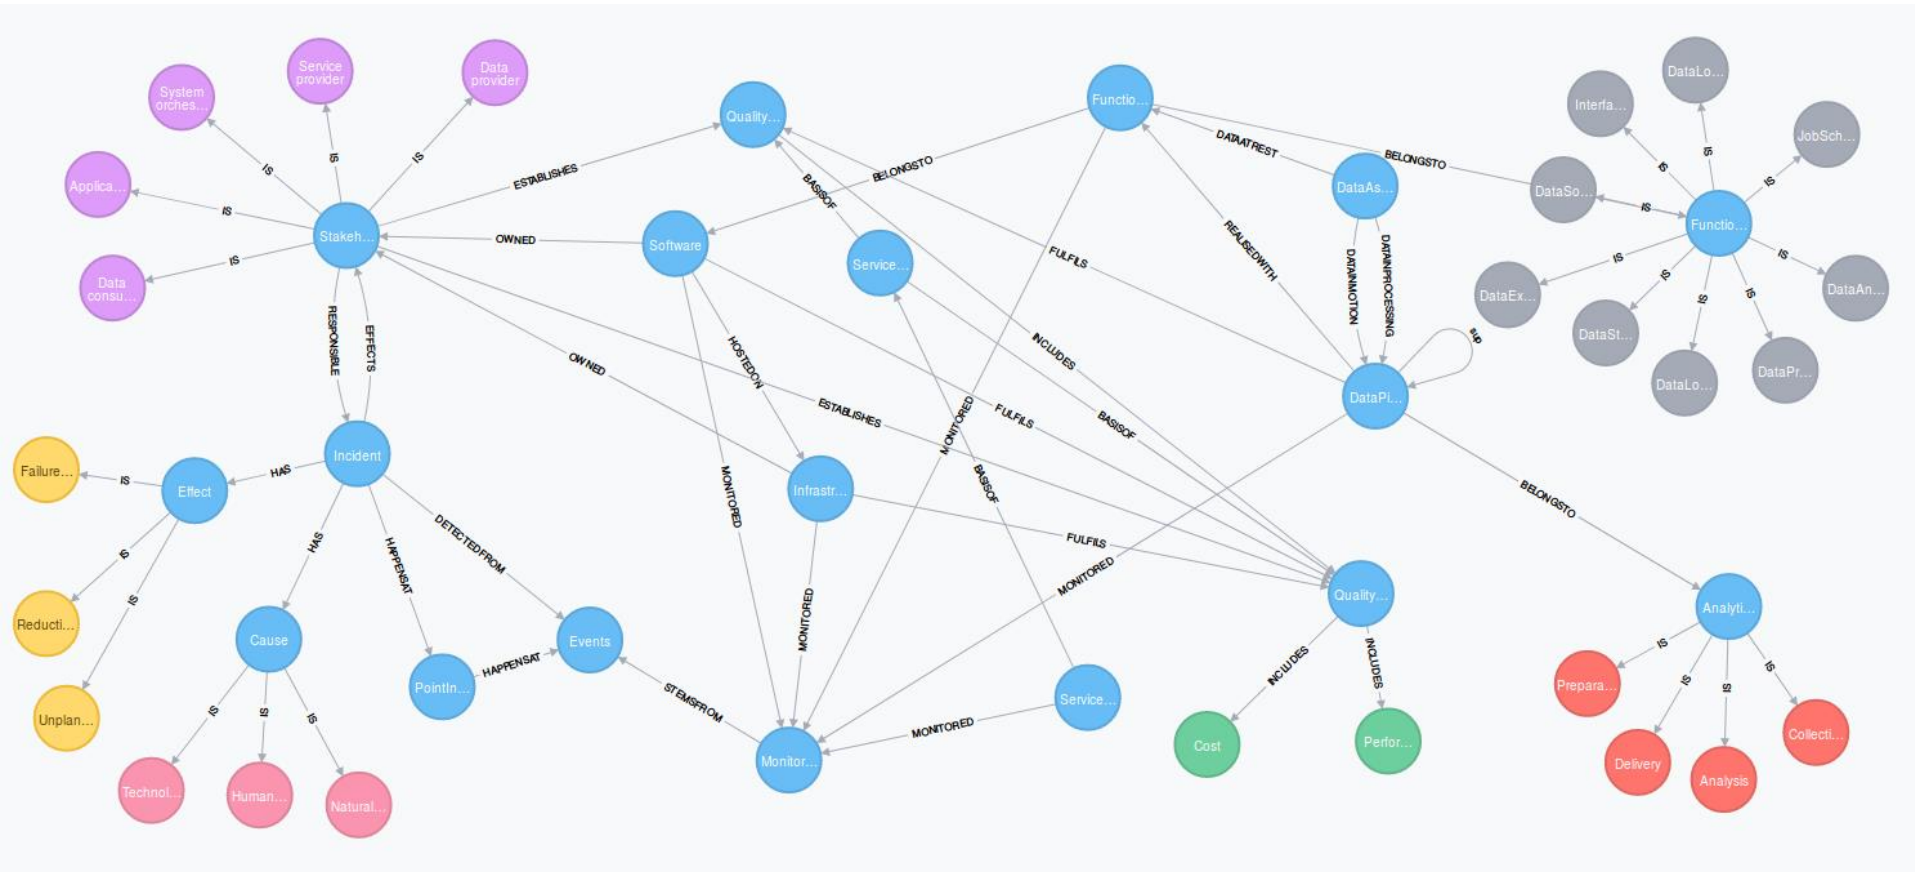 Service
provider
Data
provider
System
orches...
Applica...
Data
consu...
Stakeh...
IS
IS
IS
IS
IS
ESTABLISHES
Quality...
Functio...
DATAATREST
BELONGSTO
BELONGSTO
DataAs...
BASISOF
Software
OWNED
Service...
FULFILS
REALISEDWITH
DATAINMOTION
DATAINPROCESSING
sup
DataPi...
DataLo...
Interfa...
JobSch...
DataSo...
Functio...
DataEx...
DataSt...
DataLo...
DataPr...
DataAn...
IS
IS
IS
IS
IS
IS
IS
IS
IS
RESPONSIBLE
EFFECTS
OWNED
HOSTEDON
INCLUDES
ESTABLISHES
FULFILS
BASISOF
MONITORED
MONITORED
BASISOF
Incident
HAS
Effect
Failure...
IS
IS
IS
Reducti...
Unplan...
HAS
HAPPENSAT
DETECTEDFROM
Infrastr...
FULFILS
MONITORED
MONITORED
BELONGSTO
Cause
PointIn...
HAPPENSAT
Events
STEMSFROM
Monitor...
MONITORED
Service...
Quality...
INCLUDES
INCLUDES
Cost
Perfor...
IS
IS
IS
Technol...
Human...
Natural...
Analyti...
IS
IS
IS
IS
Prepara...
Delivery
Analysis
Collecti...